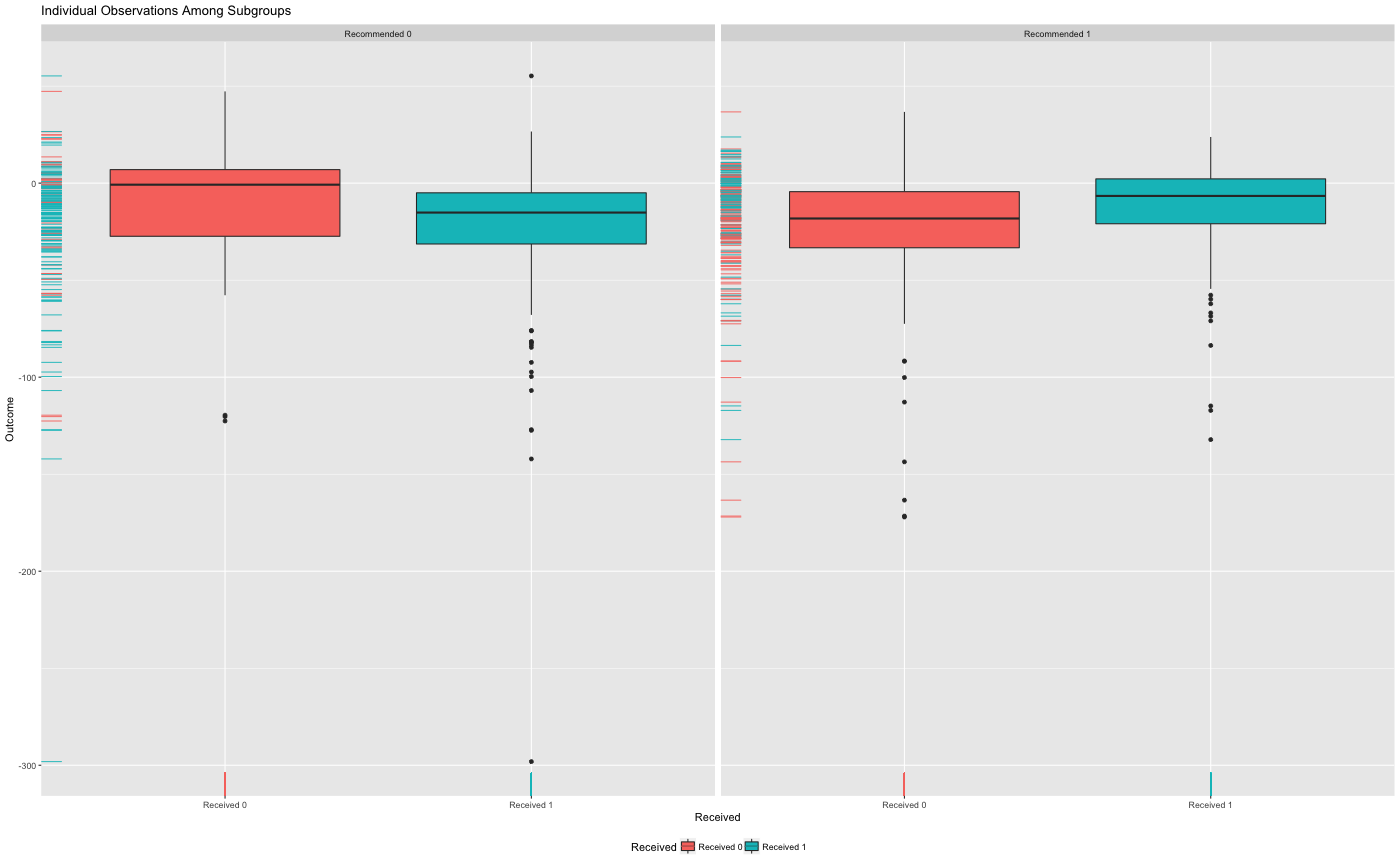 Individual Observations Among Subgroups
Recommended 0
Recommended 1
Outcome
0
-100
-200
-300
Received 0
Received 1
Received 0
Received 1
Received
Received Received 0 Received 1